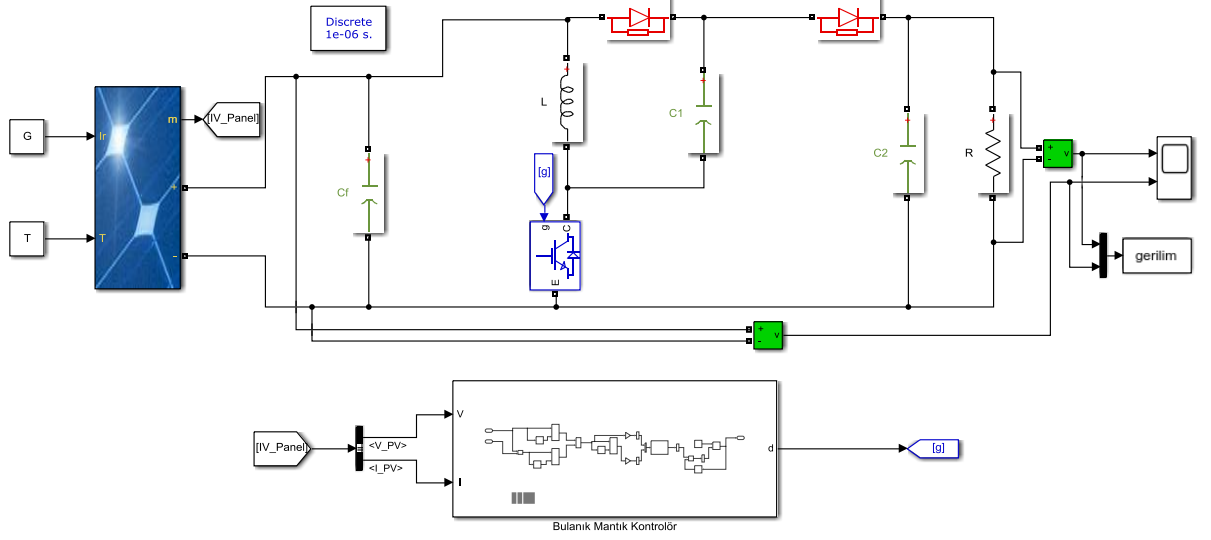 Discrete
1e-06 s.
G
T
Ir
T
m
+
-
[IV_Panel]
Cf
+
L
+
[g]
g
C
E
C1
+
C2
+
R
+
+
-
v
gerilim
+
-
v
[IV_Panel]
<V_PV>
<I_PV>
V
I
d
[g]
Bulanık Mantık Kontrolör